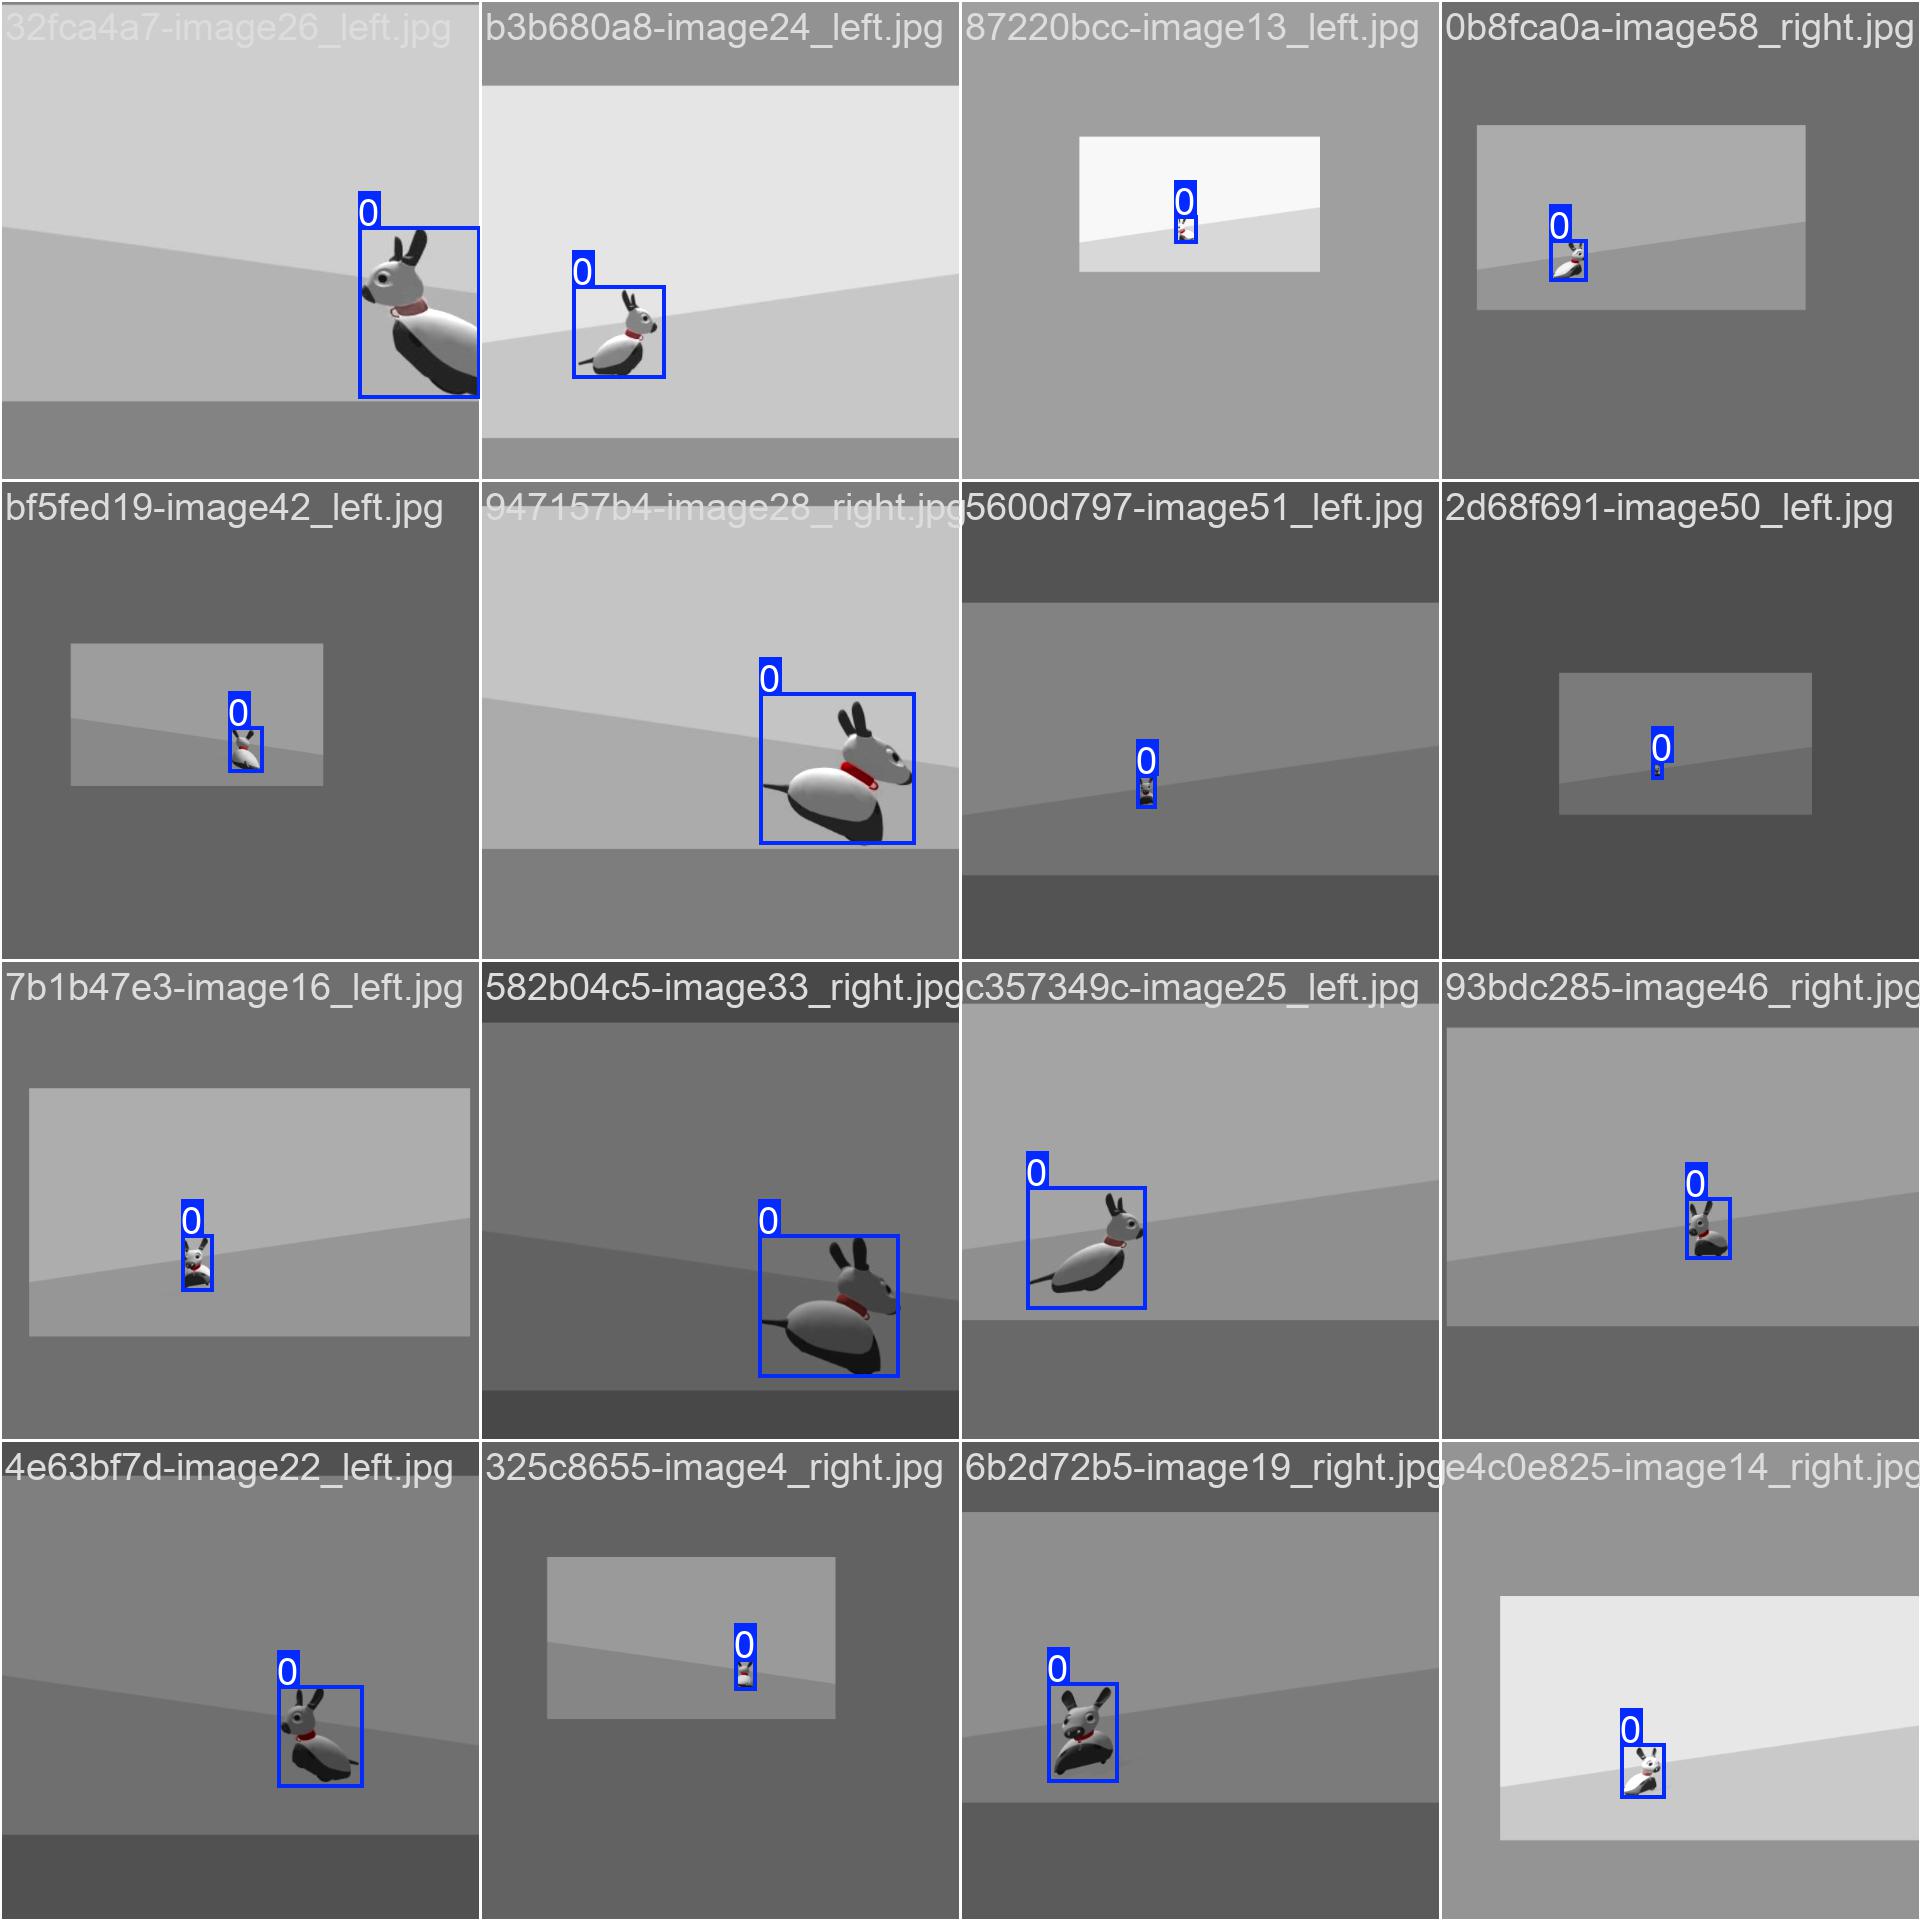 32fca4a7-image26_left.jpg
b3b680a8-image24_left.jpg
87220bcc-image13_left.jpg
0b8fca0a-image58_right.jpg
0
0
0
0
bf5fed19-image42_left.jpg
947157b4-image28_right.jpg
5600d797-image51_left.jpg
2d68f691-image50_left.jpg
0
0
0
0
7b1b47e3-image16_left.jpg
582b04c5-image33_right.jpg
c357349c-image25_left.jpg
93bdc285-image46_right.jpg
0
0
0
0
4e63bf7d-image22_left.jpg
325c8655-image4_right.jpg
6b2d72b5-image19_right.jpg
e4c0e825-image14_right.jpg
0
0
0
0